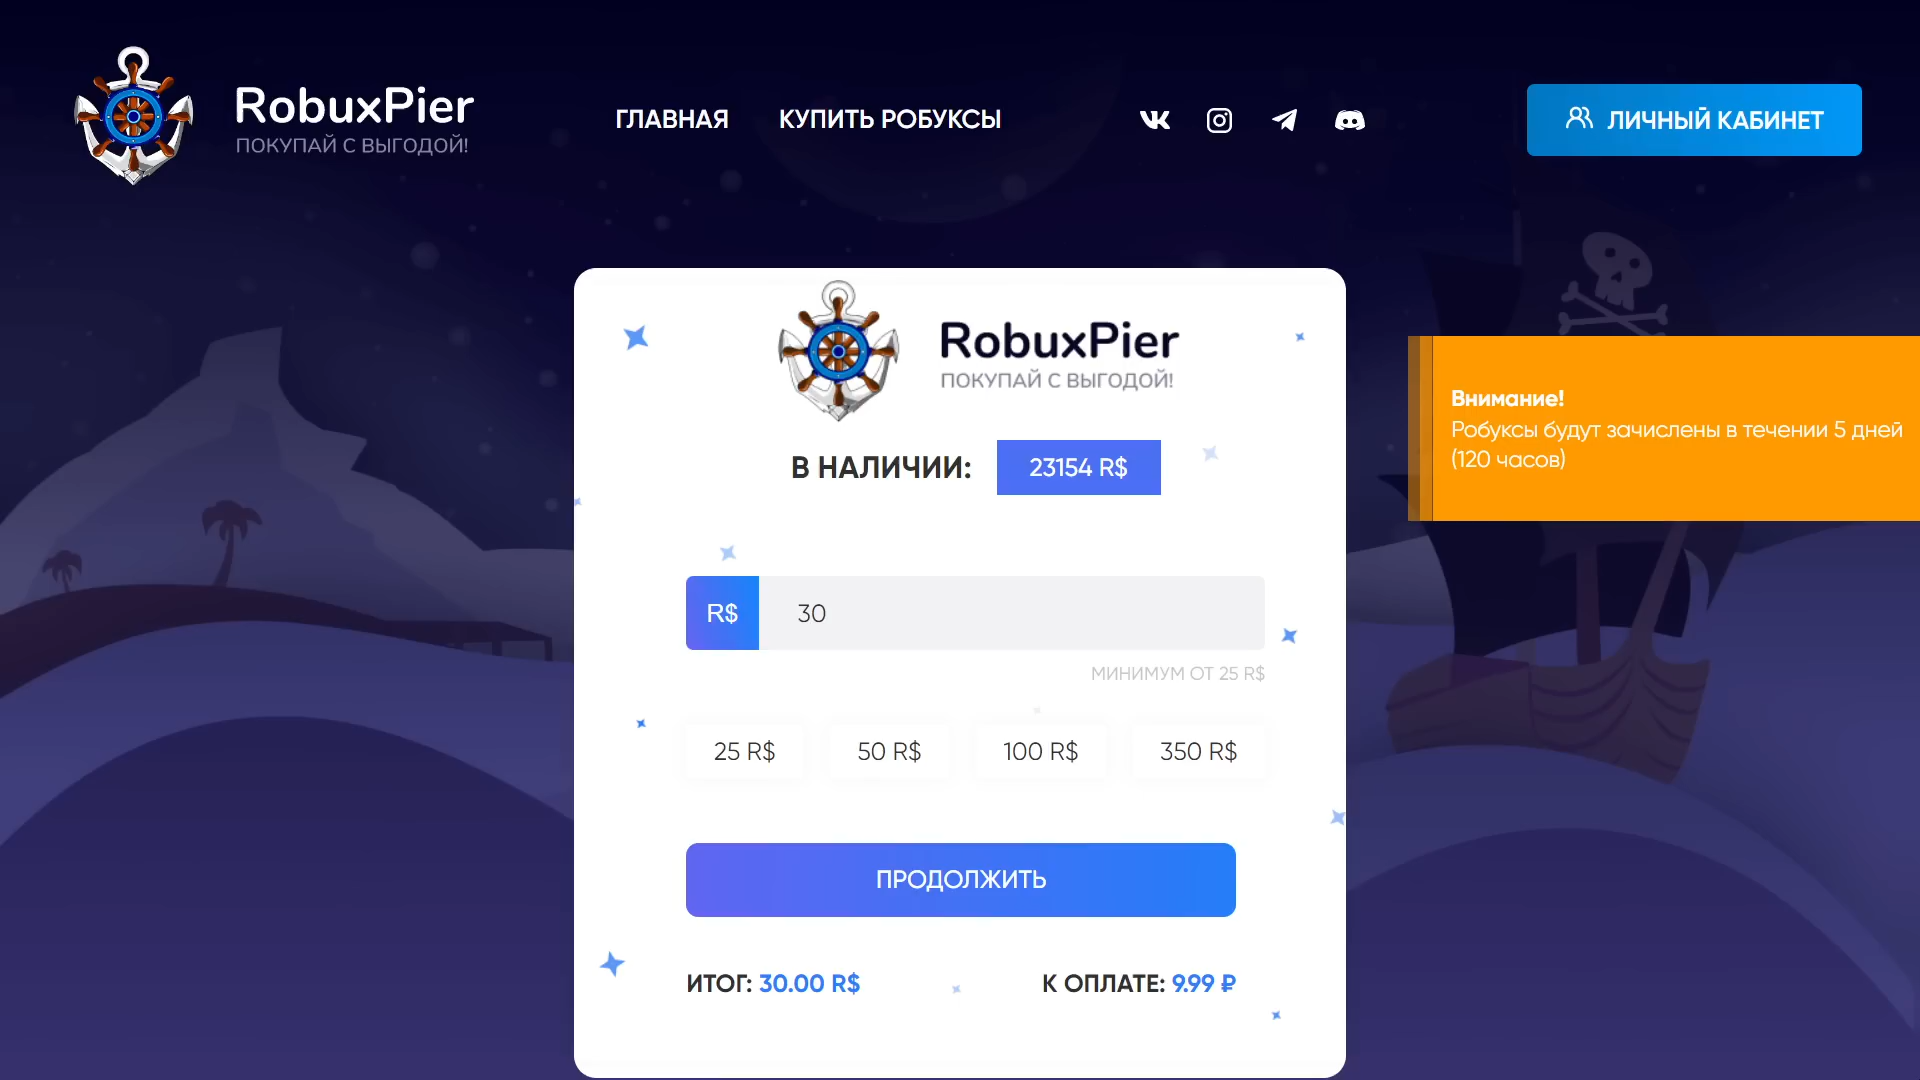 RobuxPier
ПОКУПАЙ С ВЫГОДОЙ!
ГЛАВНАЯ
КУПИТЬ РОБУКСЫ
ЛИЧНЫЙ КАБИНЕТ
RobuxPier
ПОКУПАЙ С ВЫГОДОЙ!
В НАЛИЧИИ:
23154 R$
Внимание!
Робуксы будут зачислены в течении 5 дней
(120 часов)
R$
30
МИНИМУМ ОТ 25 R$
25 R$
50 R$
100 R$
350 R$
ПРОДОЛЖИТЬ
ИТОГ: 30.00 R$
К ОПЛАТЕ: 9.99 ₽